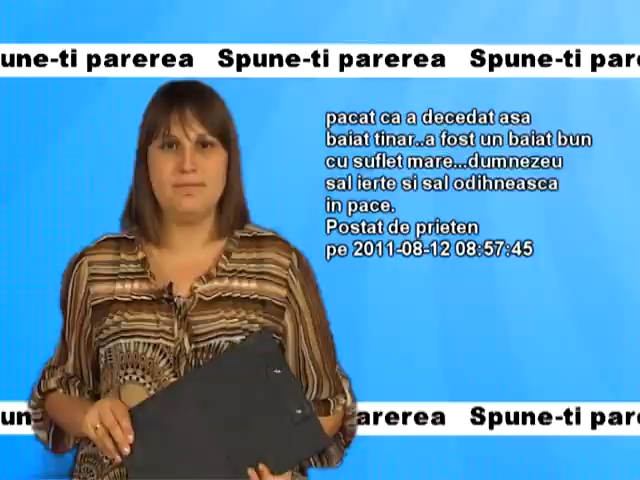 une-ti parerea Spune-ti parerea Spune-ti pare
pacat ca a decedat asa
baiat tinar..a fost un baiat bun
cu suflet mare...dumnezeu
sal ierte si sal odihneasca
in pace.
Postat de prieten
pe 2011-08-12 08:57:45
un arerea Spune-ti pare